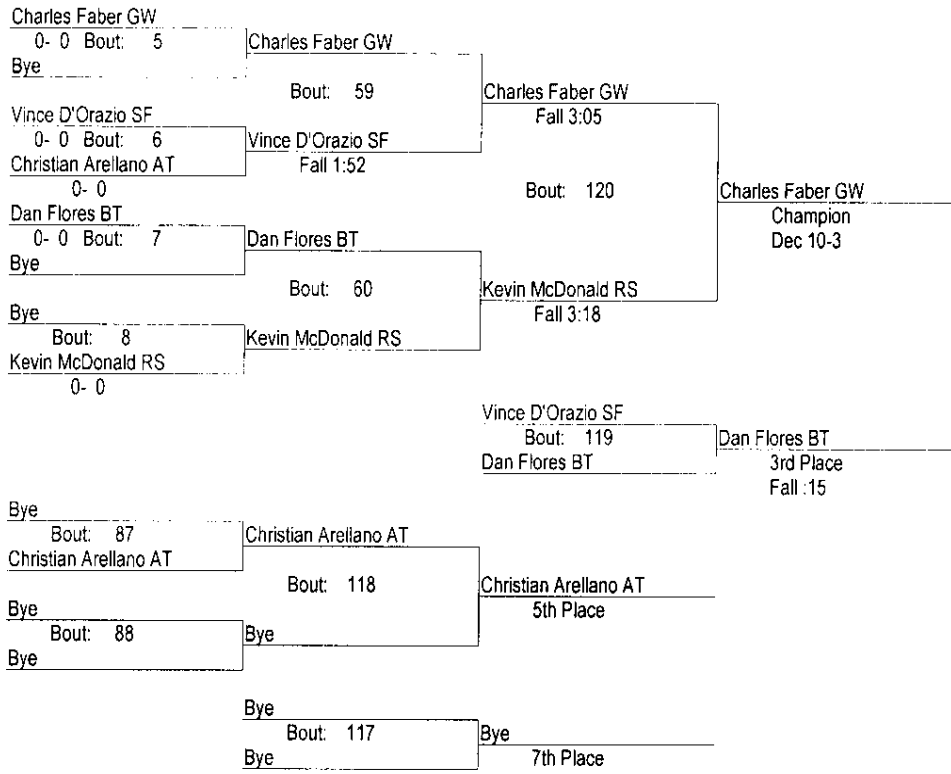 Charles Faber GW
0- 0 Bout: 5
Bye
Charles Faber GW
Bout: 59
Vince D'Orazio SF
0- 0 Bout: 6
Christian Arellano AT
0- 0
Vince D'Orazio SF
Fall 1:52
Charles Faber GW
Fall 3:05
Bout: 120
Dan Flores BT
0- 0 Bout: 7
Bye
Dan Flores BT
Bout: 60
Bye
Bout: 8
Kevin McDonald RS
0- 0
Kevin McDonald RS
Kevin McDonald RS
Fall 3:18
Charles Faber GW
Champion
Dec 10-3
Vince D'Orazio SF
Bout: 119
Dan Flores BT
Dan Flores BT
3rd Place
Fall :15
Bye
Bout: 87
Christian Arellano AT
Christian Arellano AT
Bout: 118
Bye
Bout: 88
Bye
Bye
Christian Arellano AT
5th Place
Bye
Bout: 117
Bye
Bye
7th Place